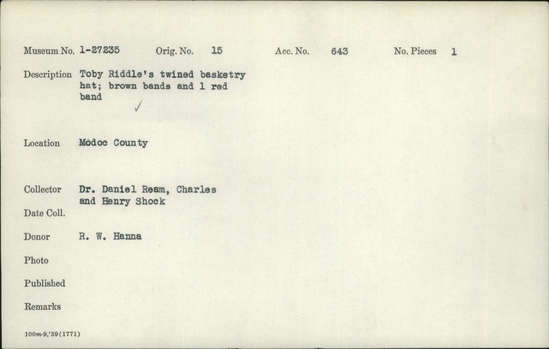 Museum No. 1-27235 Orig. No. 15 Acc. No. 643 No. Pieces 1
Description Toby Riddle's twined basketry
hat; brown bands and 1 red
band
Location Modoc County
Collector Dr. Daniel Ream, Charles
and Henry Shock
Date Coll.
Donor R. W. Hanna
Photo
Published
Remarks
100m-9,'39(1771)